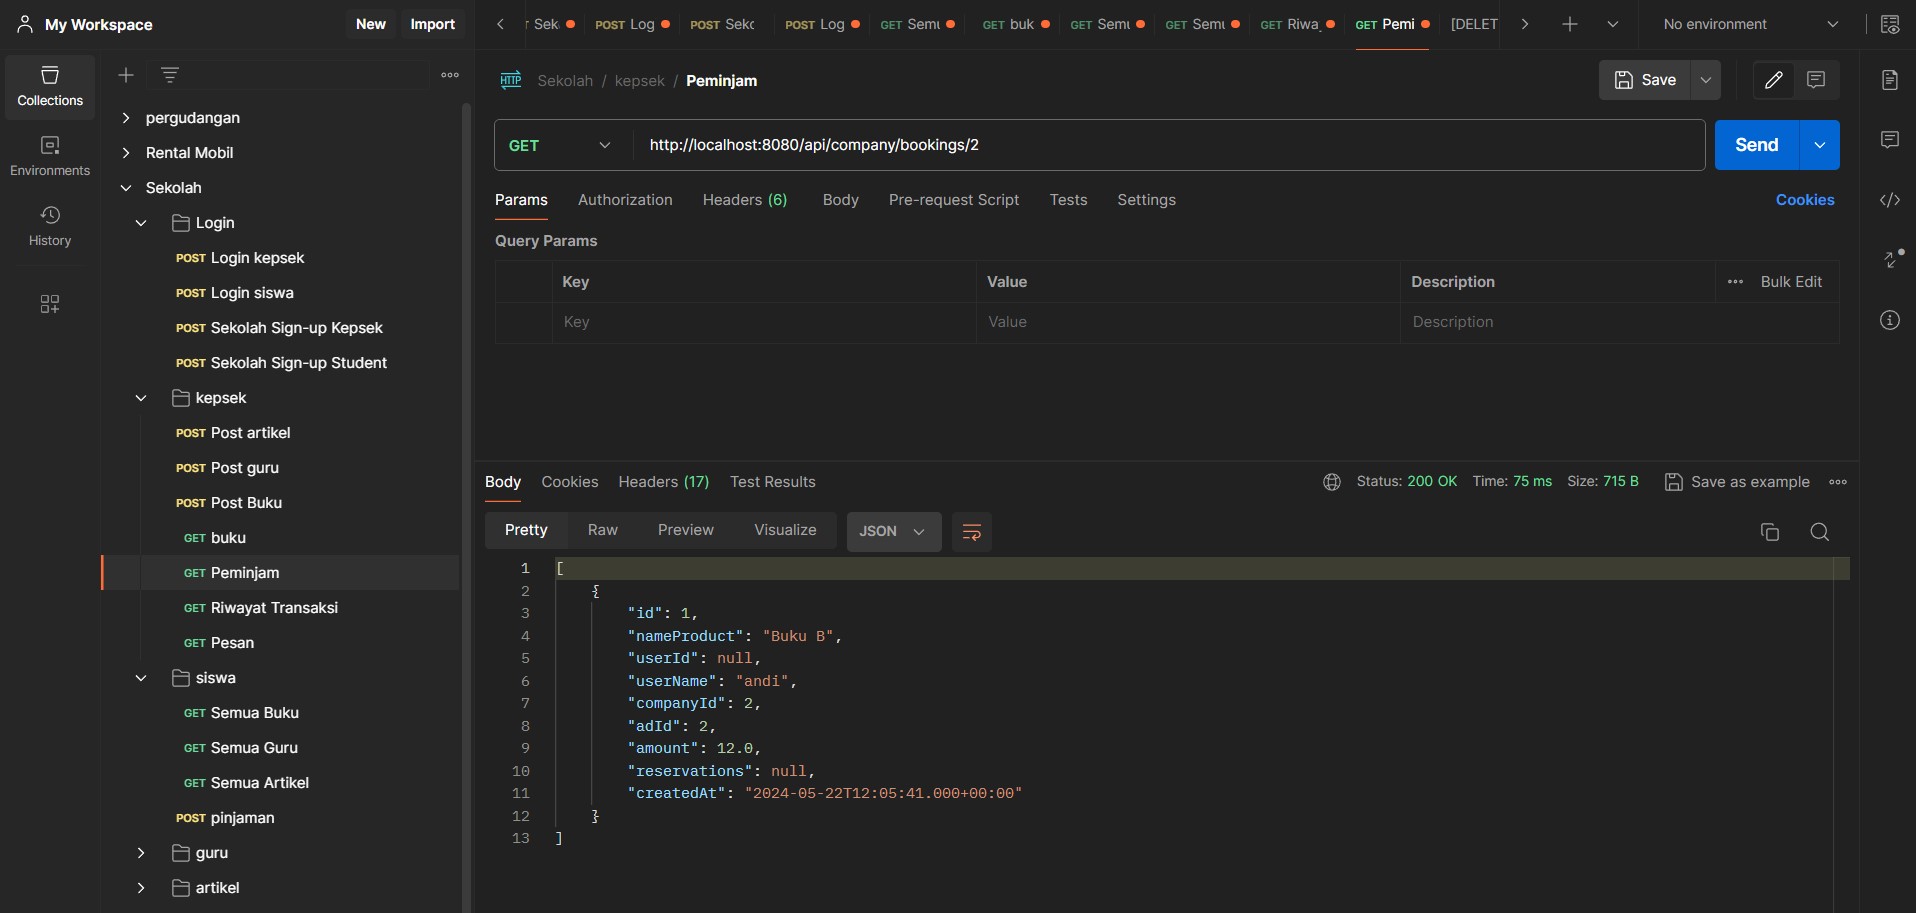 My Workspace
New
Import
Sek
POST Log
POST Sek
POST Log
GET Sem
GET buk
GET Sem
GET Sem
GET Riwa
GET Pemi
[DELET
No environment
Collections
Environments
History
pergudangan
Rental Mobil
Sekolah
Login
POST Login kepsek
POST Login siswa
POST Sekolah Sign-up Kepsek
POST Sekolah Sign-up Student
kepsek
POST Post artikel
POST Post guru
POST Post Buku
GET buku
GET Peminjam
GET Riwayat Transaksi
GET Pesan
siswa
GET Semua Buku
GET Semua Guru
GET Semua Artikel
POST pinjaman
guru
artikel
HTTP Sekolah / kepsek / Peminjam
Save
GET http://localhost:8080/api/company/bookings/2
Send
Params Authorization Headers (6) Body Pre-request Script Tests Settings
Cookies
Query Params
Key Value Description Bulk Edit
Key Value Description
Body Cookies Headers (17) Test Results
Status: 200 OK Time: 75 ms Size: 715 B Save as example
Pretty Raw Preview Visualize JSON
1 [
2 {
3 "id": 1,
4 "nameProduct": "Buku B",
5 "userId": null,
6 "userName": "andi",
7 "companyId": 2,
8 "adId": 2,
9 "amount": 12.0,
10 "reservations": null,
11 "createdAt": "2024-05-22T12:05:41.000+00:00"
12 }
13 ]